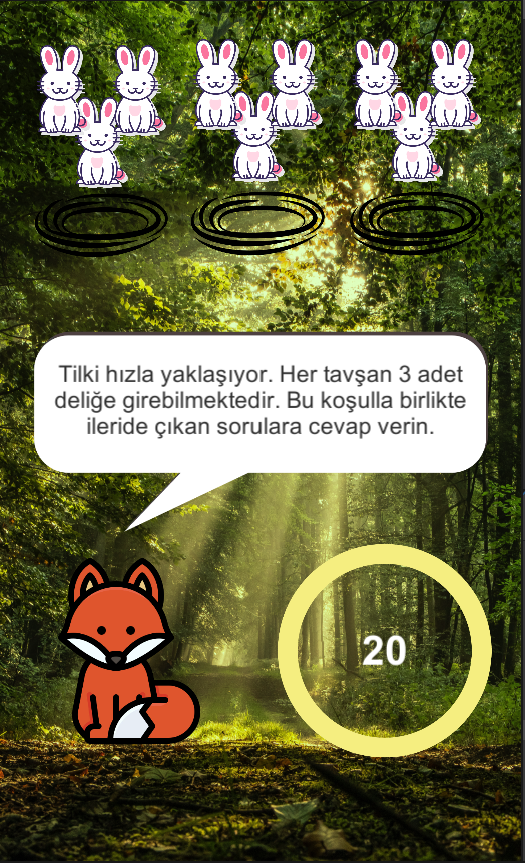 Tilki hızla yaklaşıyor. Her tavşan 3 adet
deliğe girebilmektedir. Bu koşulla birlikte
ileride çıkan sorulara cevap verin.
20